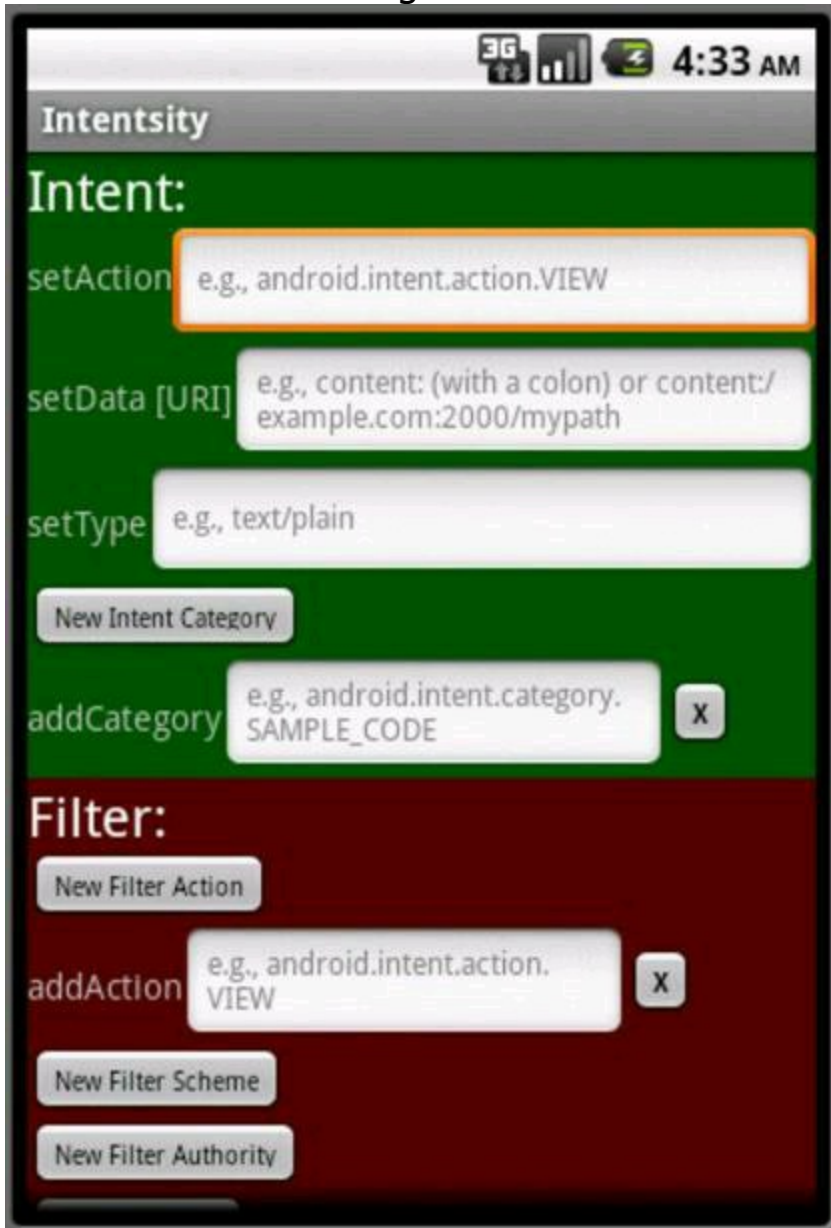 3G 4:33 AM
Intentsity
Intent:
setAction e.g., android.intent.action.VIEW
setData [URI] e.g., content: (with a colon) or content:/
example.com:2000/mypath
setType e.g., text/plain
New Intent Category
addCategory e.g., android.intent.category.
SAMPLE_CODE X
Filter:
New Filter Action
addAction e.g., android.intent.action.
VIEW X
New Filter Scheme
New Filter Authority